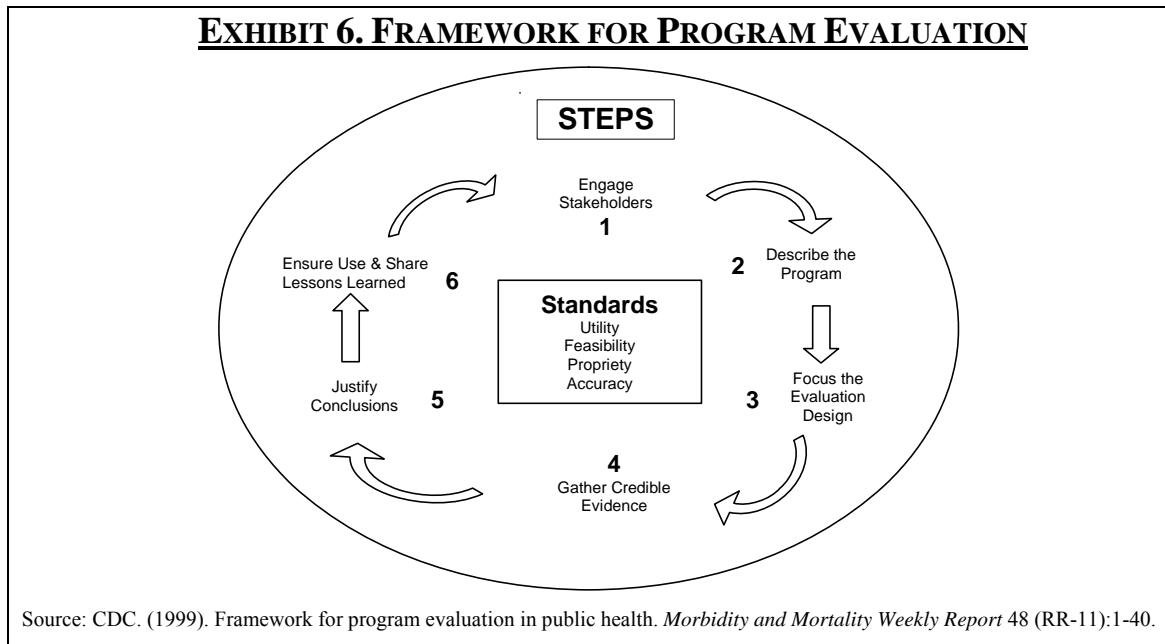 EXHIBIT 6. FRAMEWORK FOR PROGRAM EVALUATION
STEPS
Engage
Stakeholders
1
2
Describe the
Program
3
Focus the
Evaluation
Design
4
Gather Credible
Evidence
Justify
Conclusions
5
Ensure Use & Share
Lessons Learned
6
Standards
Utility
Feasibility
Propriety
Accuracy
Source: CDC. (1999). Framework for program evaluation in public health. Morbidity and Mortality Weekly Report 48 (RR-11):1-40.